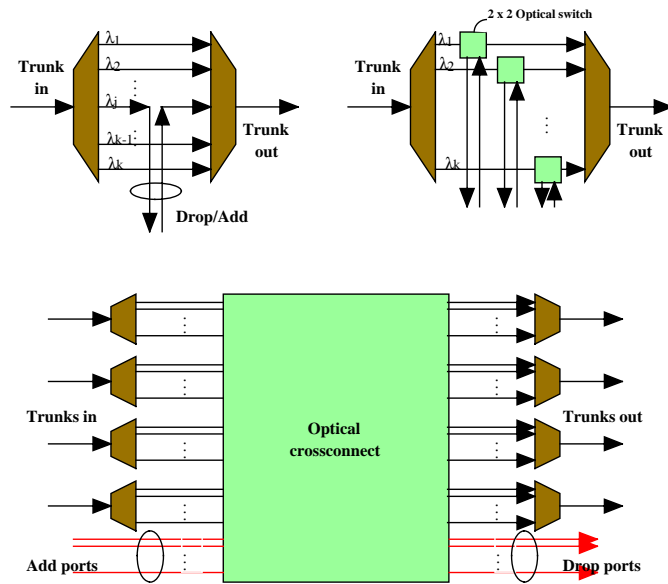 2 x 2 Optical switch
λ1
λ2
λj
λk-1
λk
Trunk
in
Trunk
out
Drop/Add
λ1
λ2
λk
Trunk
in
Trunk
out
Trunks in
Optical
crossconnect
Trunks out
Add ports
Drop ports